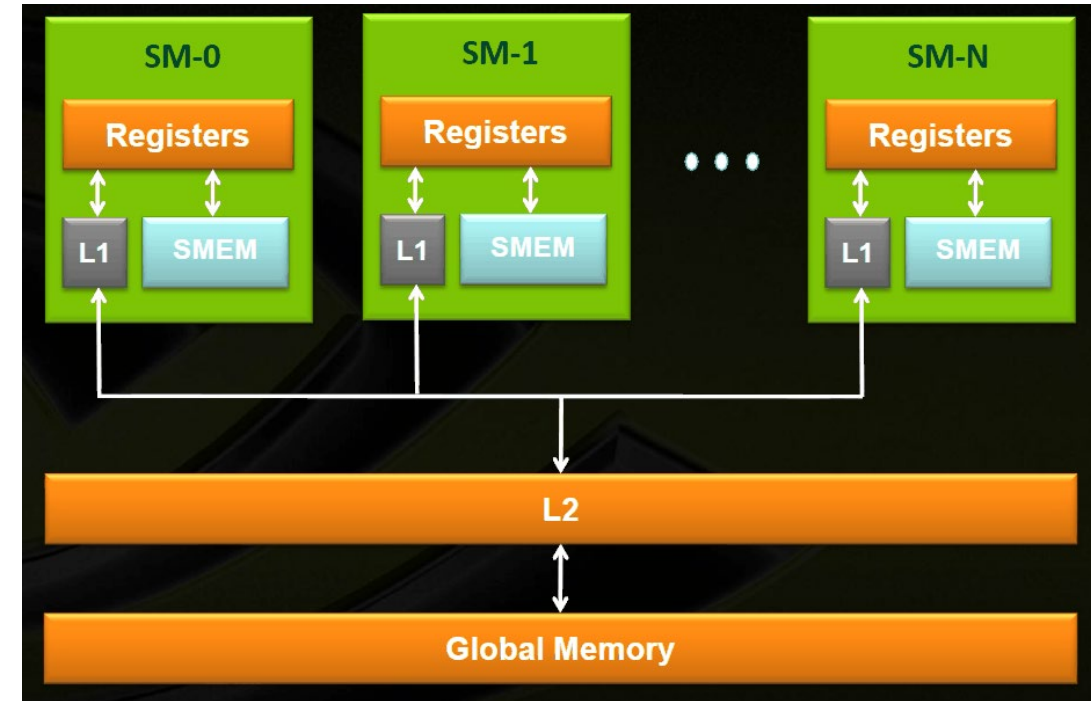 SM-0
SM-1
SM-N
Registers
Registers
Registers
L1
SMEM
L1
SMEM
L1
SMEM
L2
Global Memory